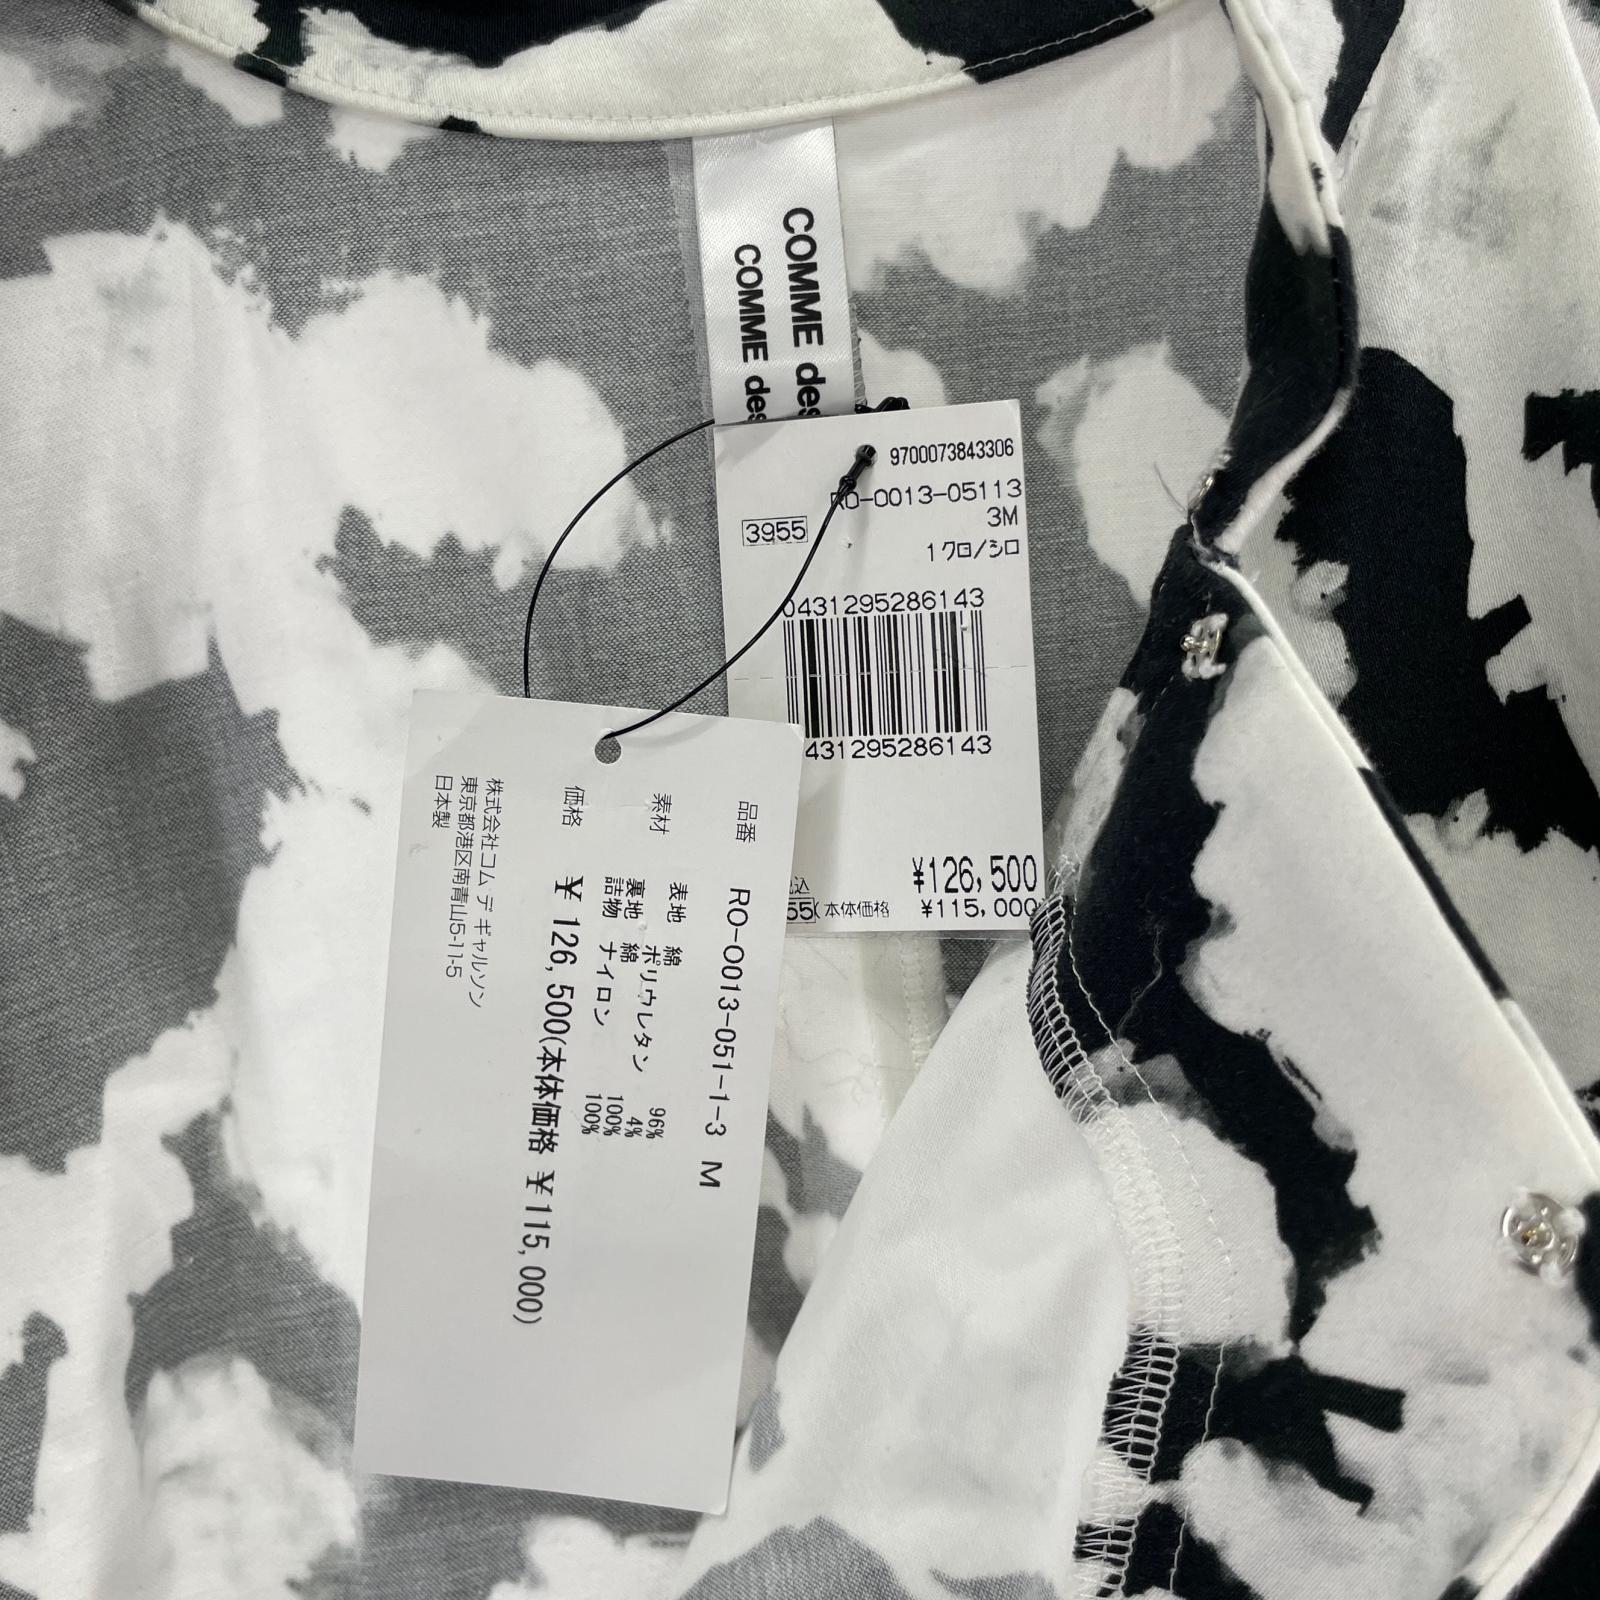 COMME des
COMME des
9700073843306
RO-0013-05113
3M
3955
1クロ/シロ
0431295286143
431295286143
¥126,500
込
55
(本体価格 ¥115,000
品番 RO-O013-051-1-3 M
素材 表地 綿 96%
ポリウレタン 4%
裏地 綿 100%
詰物 ナイロン 100%
価格 ¥ 126,500(本体価格 ¥115,000)
株式会社コム デ ギャルソン
東京都港区南青山5-11-5
日本製